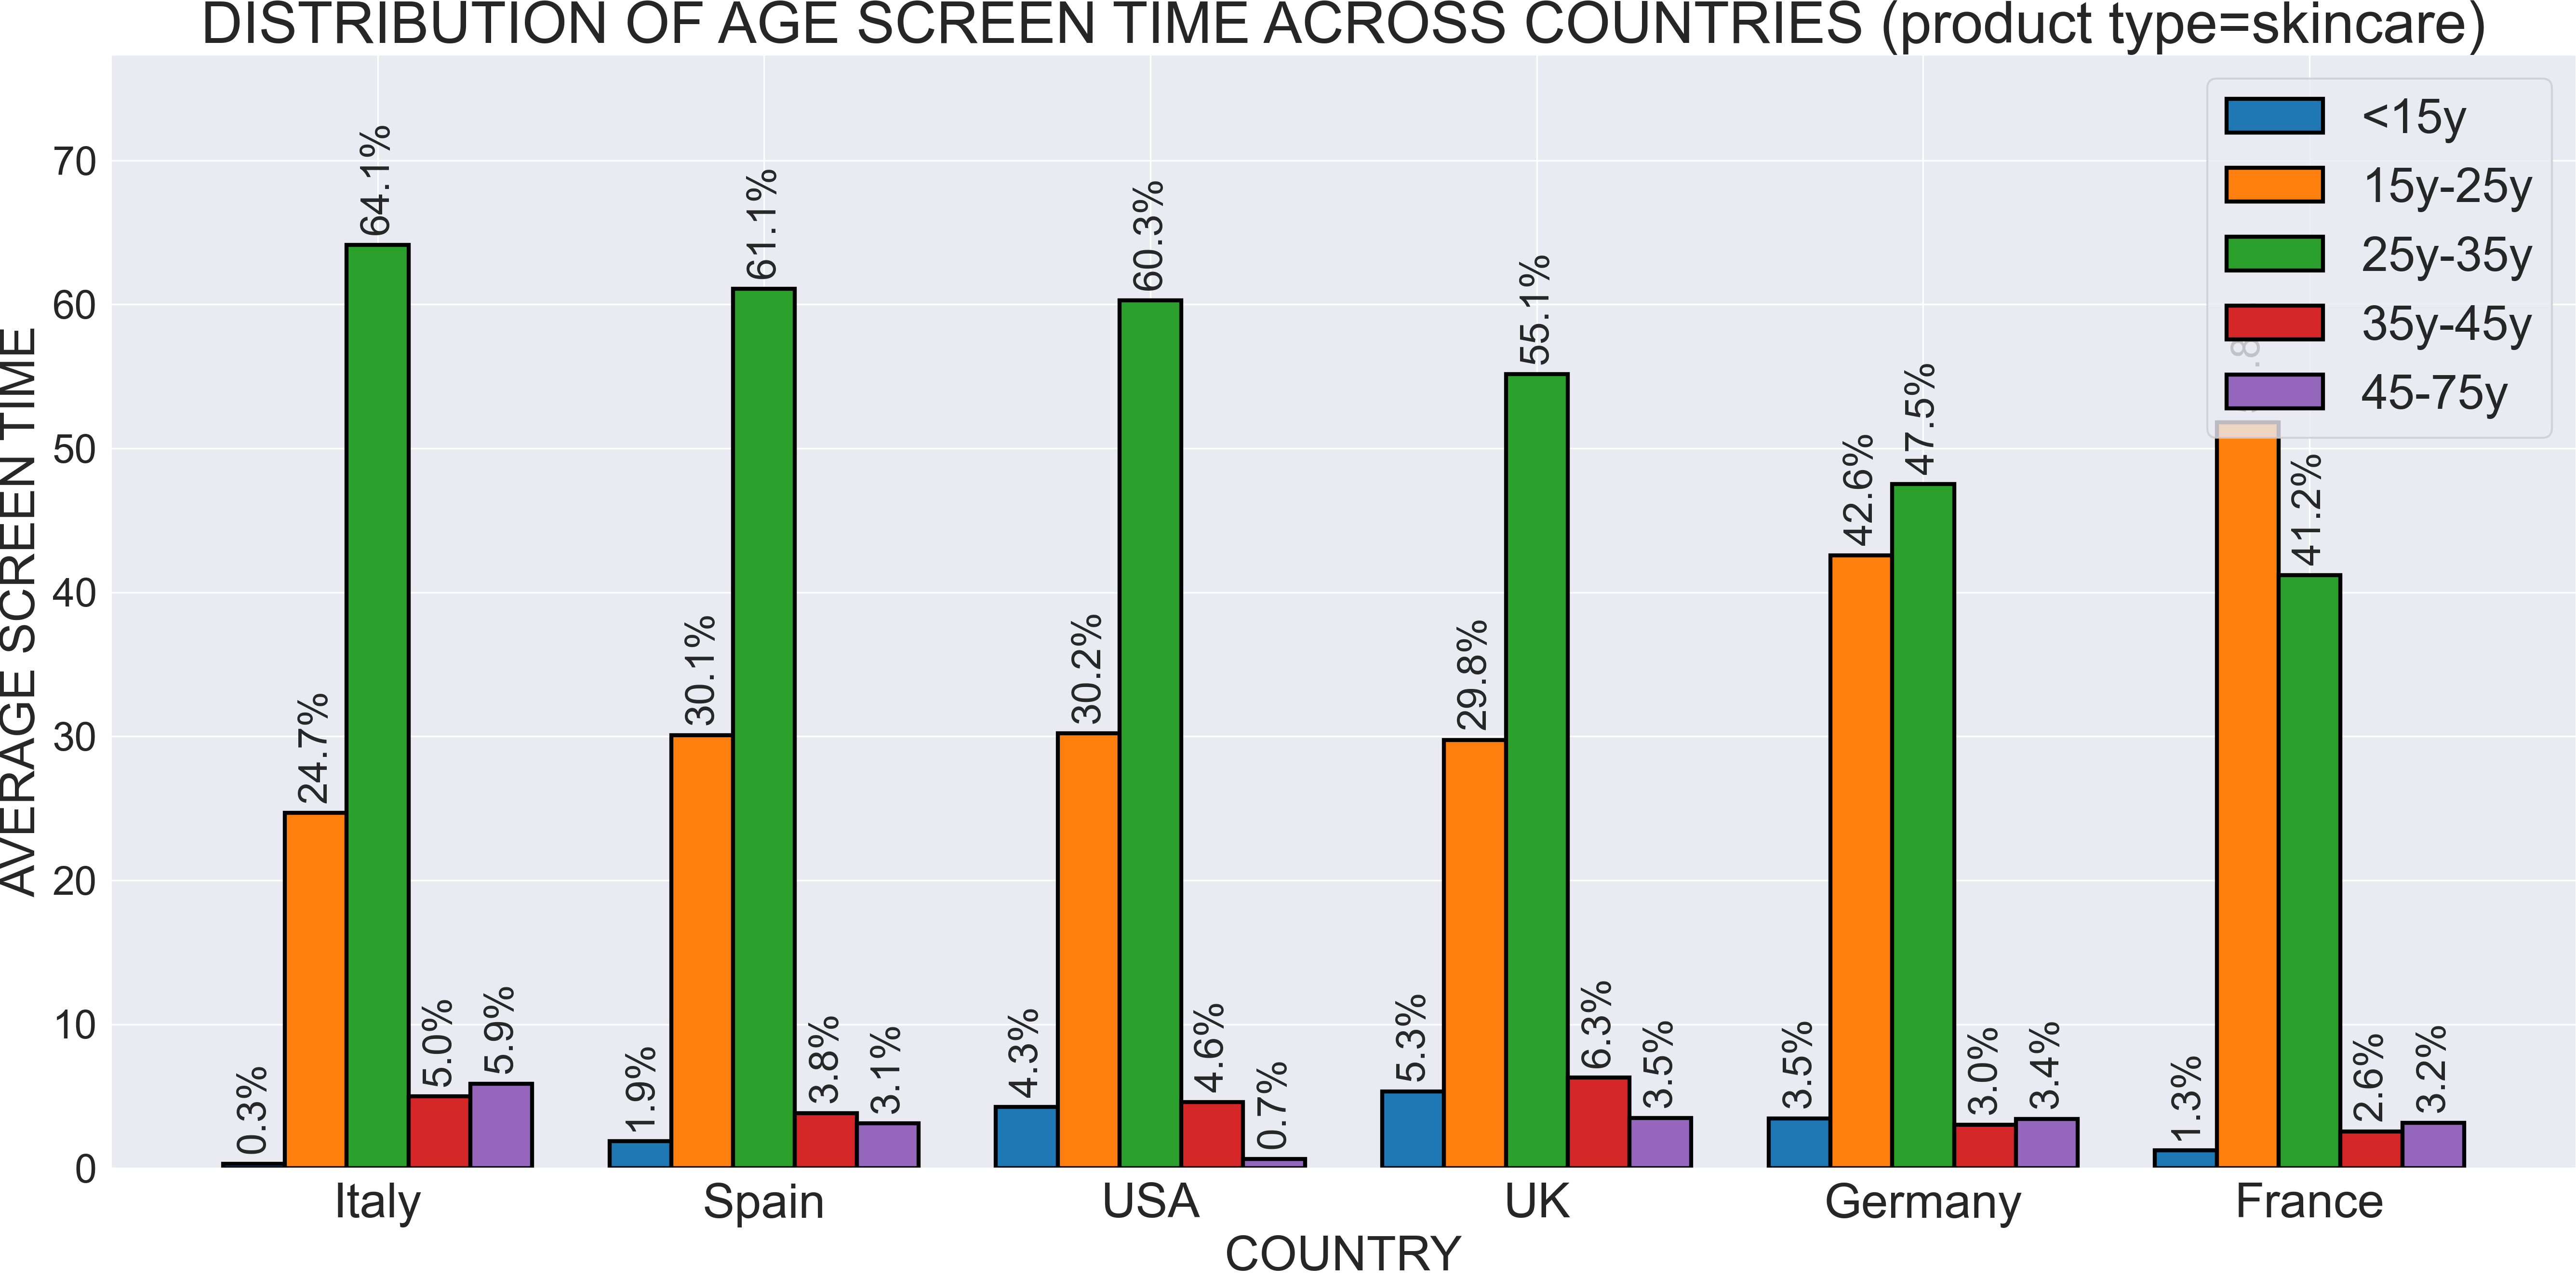 DISTRIBUTION OF AGE SCREEN TIME ACROSS COUNTRIES (product type=skincare)
AVERAGE SCREEN TIME
70
60
50
40
30
20
10
0
0.3%
24.7%
64.1%
5.0%
5.9%
1.9%
30.1%
61.1%
3.8%
3.1%
4.3%
30.2%
60.3%
4.6%
0.7%
5.3%
29.8%
55.1%
6.3%
3.5%
3.5%
42.6%
47.5%
3.0%
3.4%
1.3%
41.2%
2.6%
3.2%
<15y
15y-25y
25y-35y
35y-45y
45-75y
Italy
Spain
USA
UK
Germany
France
COUNTRY